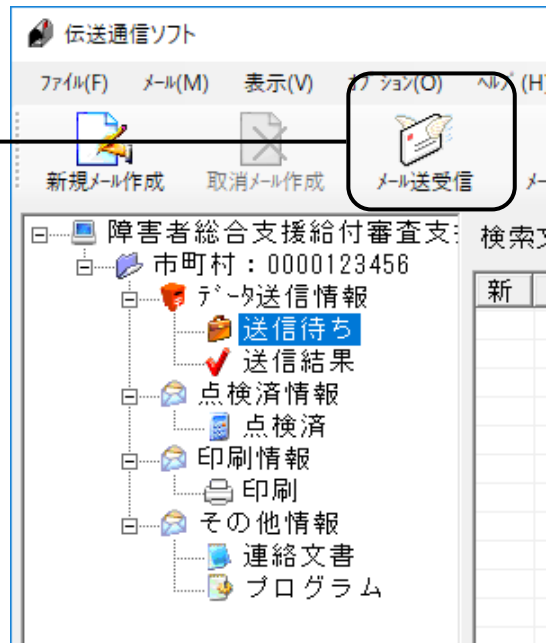 伝送通信ソフト
ファイル(F) メール(M) 表示(V) オプション(O) ヘルプ(H)
新規メール作成 取消メール作成 メール送受信
障害者総合支援給付審査支
検索
市町村：0000123456
新
データ送信情報
送信待ち
送信結果
点検済情報
点検済
印刷情報
印刷
その他情報
連絡文書
プログラム